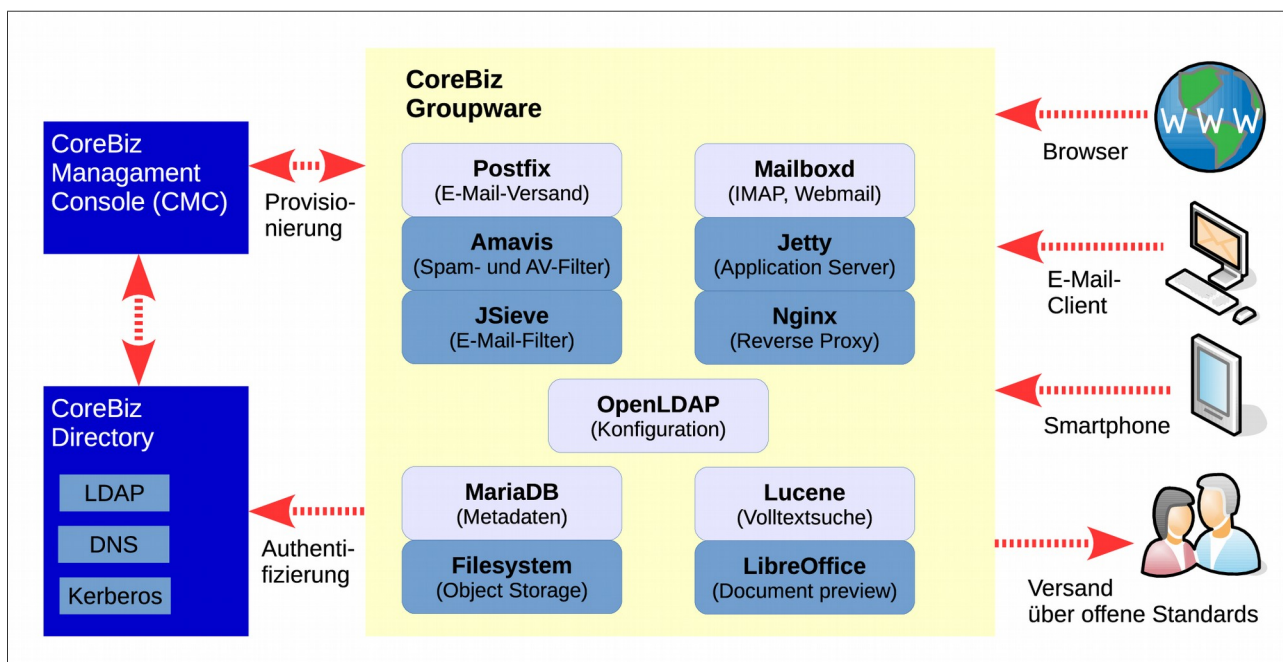 CoreBiz
Groupware
CoreBiz
Managament
Console (CMC)
Provisio-
nierung
Postfix
(E-Mail-Versand)
Amavis
(Spam- und AV-Filter)
JSieve
(E-Mail-Filter)
Mailboxd
(IMAP, Webmail)
Jetty
(Application Server)
Nginx
(Reverse Proxy)
OpenLDAP
(Konfiguration)
MariaDB
(Metadaten)
Filesystem
(Object Storage)
Lucene
(Volltextsuche)
LibreOffice
(Document preview)
CoreBiz
Directory
LDAP
DNS
Kerberos
Authenti-
fizierung
WWW
Browser
E-Mail-
Client
Smartphone
Versand
über offene Standards